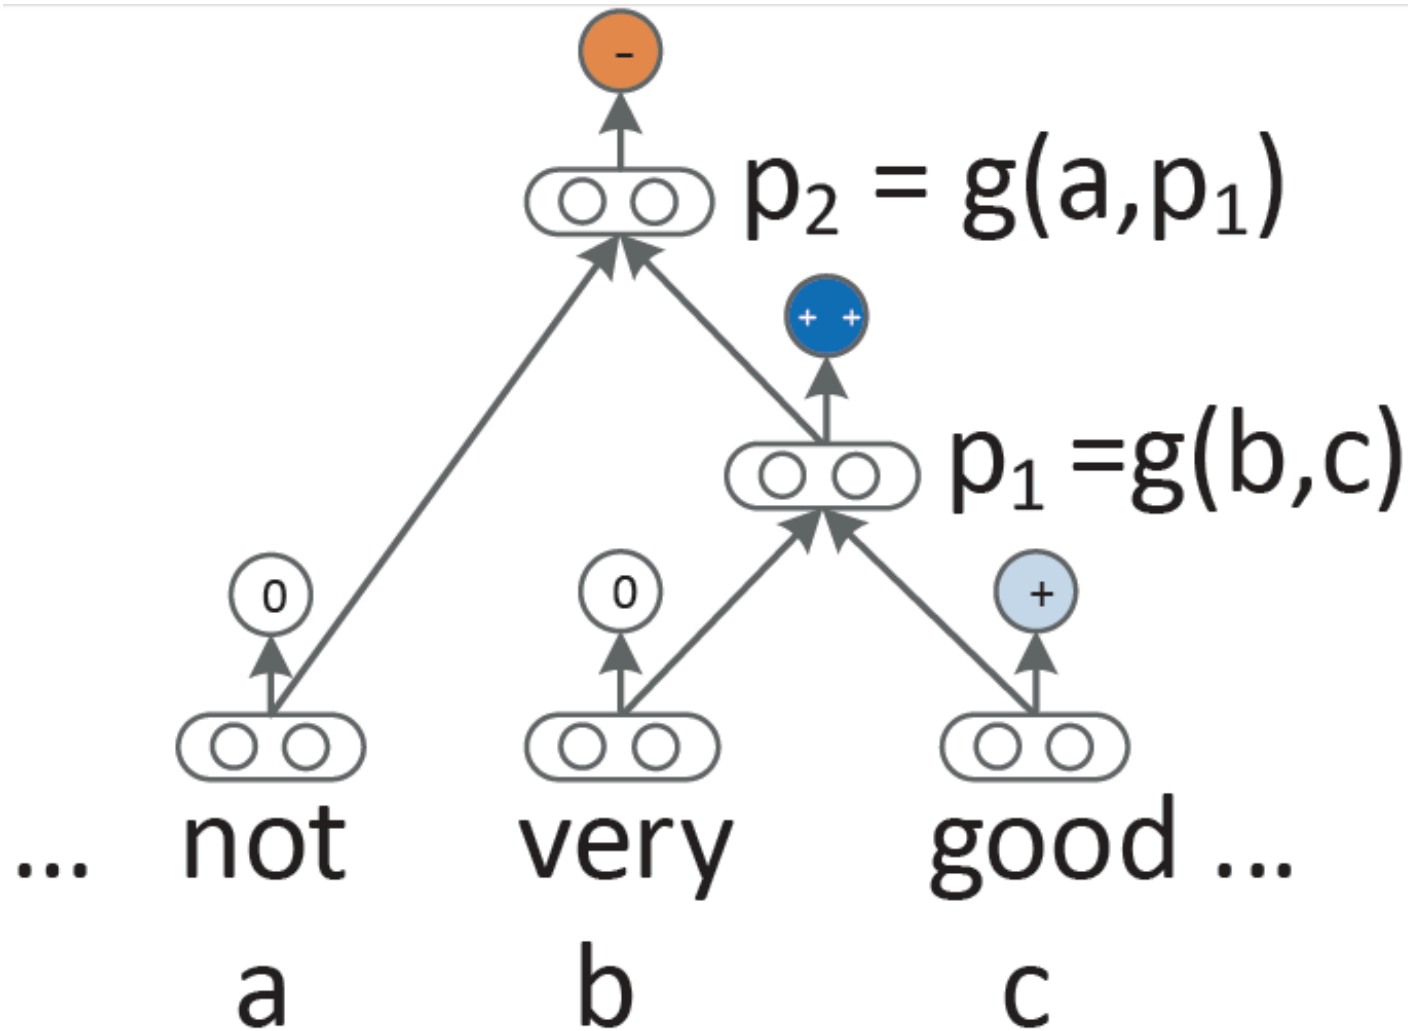 -
p₂ = g(a,p₁)
+ +
p₁ =g(b,c)
0 0 +
... not very good ...
a b c